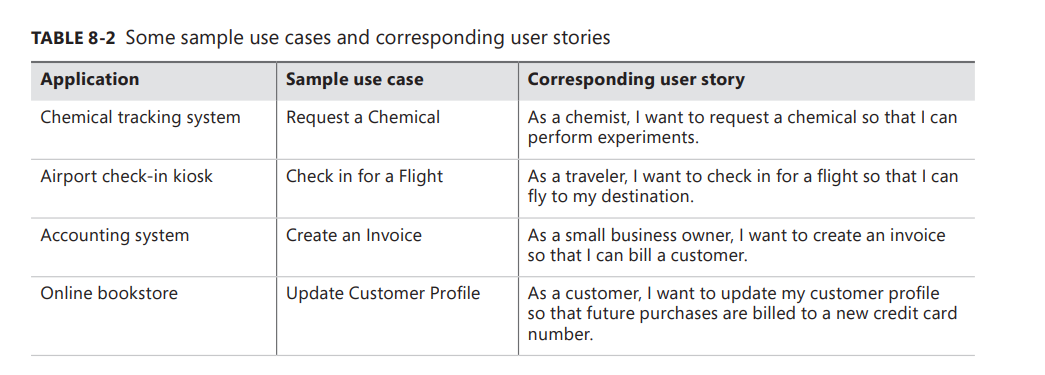 TABLE 8-2 Some sample use cases and corresponding user stories
Application Sample use case Corresponding user story
Chemical tracking system Request a Chemical As a chemist, I want to request a chemical so that I can
perform experiments.
Airport check-in kiosk Check in for a Flight As a traveler, I want to check in for a flight so that I can
fly to my destination.
Accounting system Create an Invoice As a small business owner, I want to create an invoice
so that I can bill a customer.
Online bookstore Update Customer Profile As a customer, I want to update my customer profile
so that future purchases are billed to a new credit card
number.